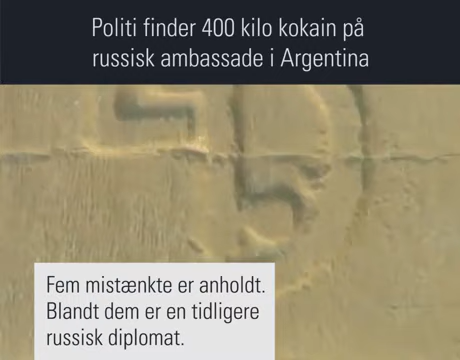 Politi finder 400 kilo kokain på
russisk ambassade i Argentina
Fem mistænkte er anholdt.
Blandt dem er en tidligere
russisk diplomat.